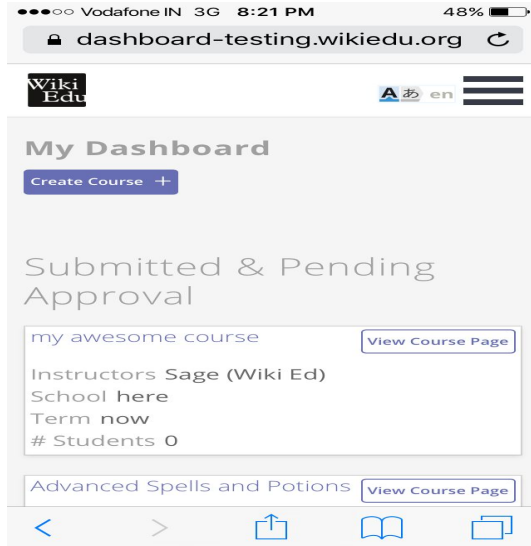 Vodafone IN 3G 8:21 PM 48%
dashboard-testing.wikiedu.org
Wiki
Edu
Aあ en
My Dashboard
Create Course +
Submitted & Pending
Approval
my awesome course View Course Page
Instructors Sage (Wiki Ed)
School here
Term now
# Students 0
Advanced Spells and Potions View Course Page